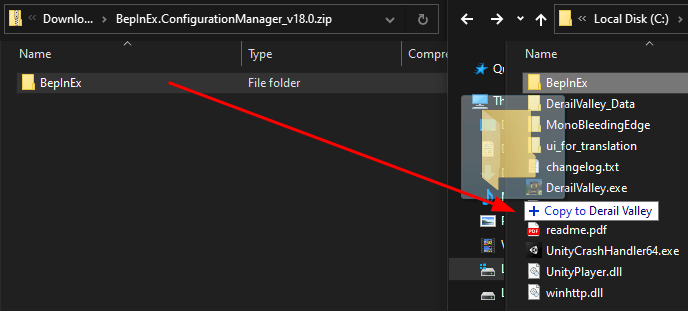 Downlo...
BepInEx.ConfigurationManager_v18.0.zip
Name
Type
Compre
BepInEx
File folder
Local Disk (C:)
Name
BepInEx
DerailValley_Data
MonoBleedingEdge
ui_for_translation
changelog.txt
DerailValley.exe
Copy to Derail Valley
readme.pdf
UnityCrashHandler64.exe
UnityPlayer.dll
winhttp.dll
Qu
Th